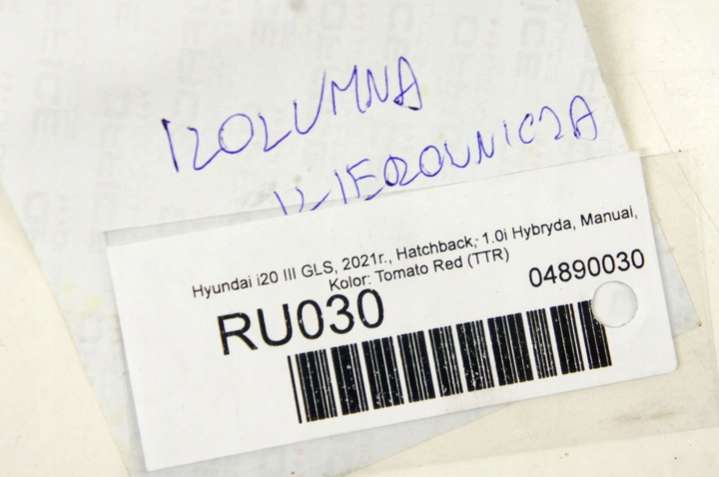 KOLUMNA
KIEROWNICZA
Hyundai i20 III GLS, 2021r., Hatchback, 1.0i Hybryda, Manual,
Kolor: Tomato Red (TTR)
RU030
04890030